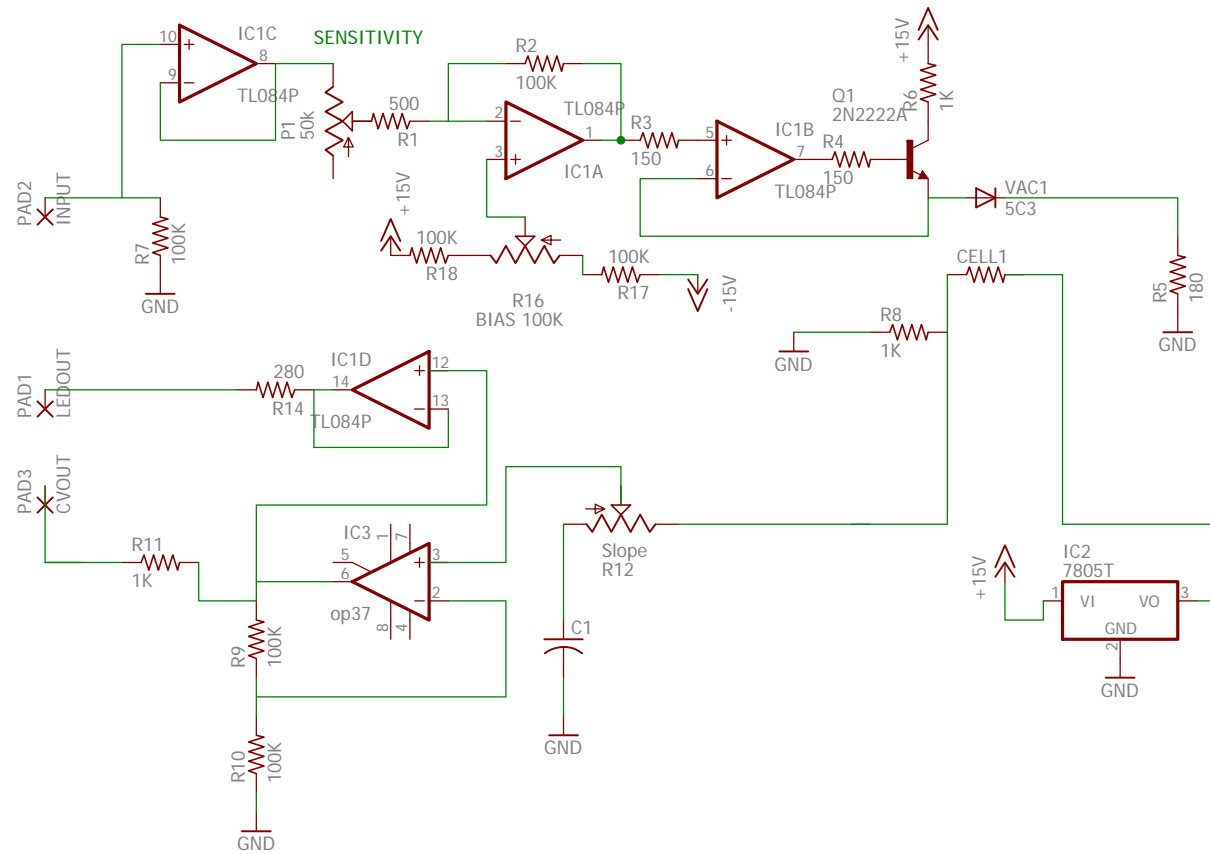 IC1C
SENSITIVITY
10
9
8
TL084P
P1
50k
500
R1
R2
100K
TL084P
2
3
1
IC1A
R3
150
5
6
IC1B
7
TL084P
R4
150
Q1
2N2222A
+15V
R6
1K
VAC1
5C3
PAD2
INPUT
R7
100K
GND
+15V
100K
R18
R16
BIAS 100K
100K
R17
-15V
CELL1
R5
180
GND
R8
1K
GND
PAD1
LEDOUT
280
R14
IC1D
14
12
13
TL084P
PAD3
CVOUT
R11
1K
IC3
1
7
5
6
3
2
op37
8
4
Slope
R12
R9
100K
C1
GND
R10
100K
GND
+15V
IC2
7805T
1
VI
VO
3
GND
2
GND